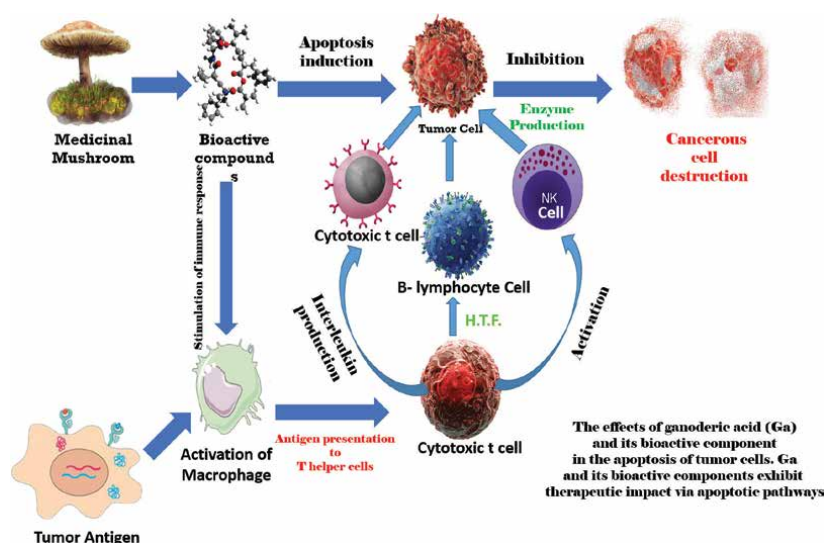 Apoptosis
induction
Inhibition
Medicinal
Mushroom
Bioactive
compound
s
Tumor Cell
Enzyme
Production
Cancerous
cell
destruction
Stimulation of immune response
Cytotoxic t cell
NK
Cell
B- lymphocyte Cell
Interleukin
production
H.T.F.
Activation
Activation of
Macrophage
Antigen presentation
to
T helper cells
Cytotoxic t cell
Tumor Antigen
The effects of ganoderic acid (Ga)
and its bioactive component
in the apoptosis of tumor cells. Ga
and its bioactive components exhibit
therapeutic impact via apoptotic pathways